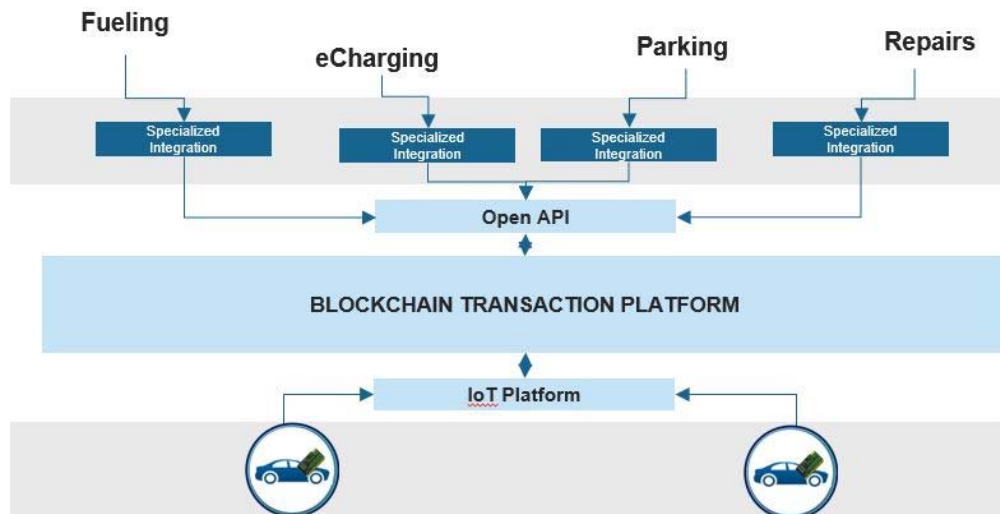 Fueling
eCharging
Parking
Repairs
Specialized
Integration
Specialized
Integration
Specialized
Integration
Specialized
Integration
Open API
BLOCKCHAIN TRANSACTION PLATFORM
IoT Platform